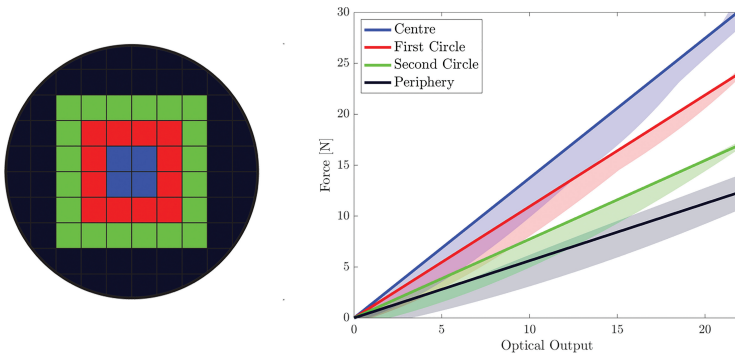 Centre
First Circle
Second Circle
Periphery
30
25
20
15
10
5
0
Force [N]
0 5 10 15 20
Optical Output